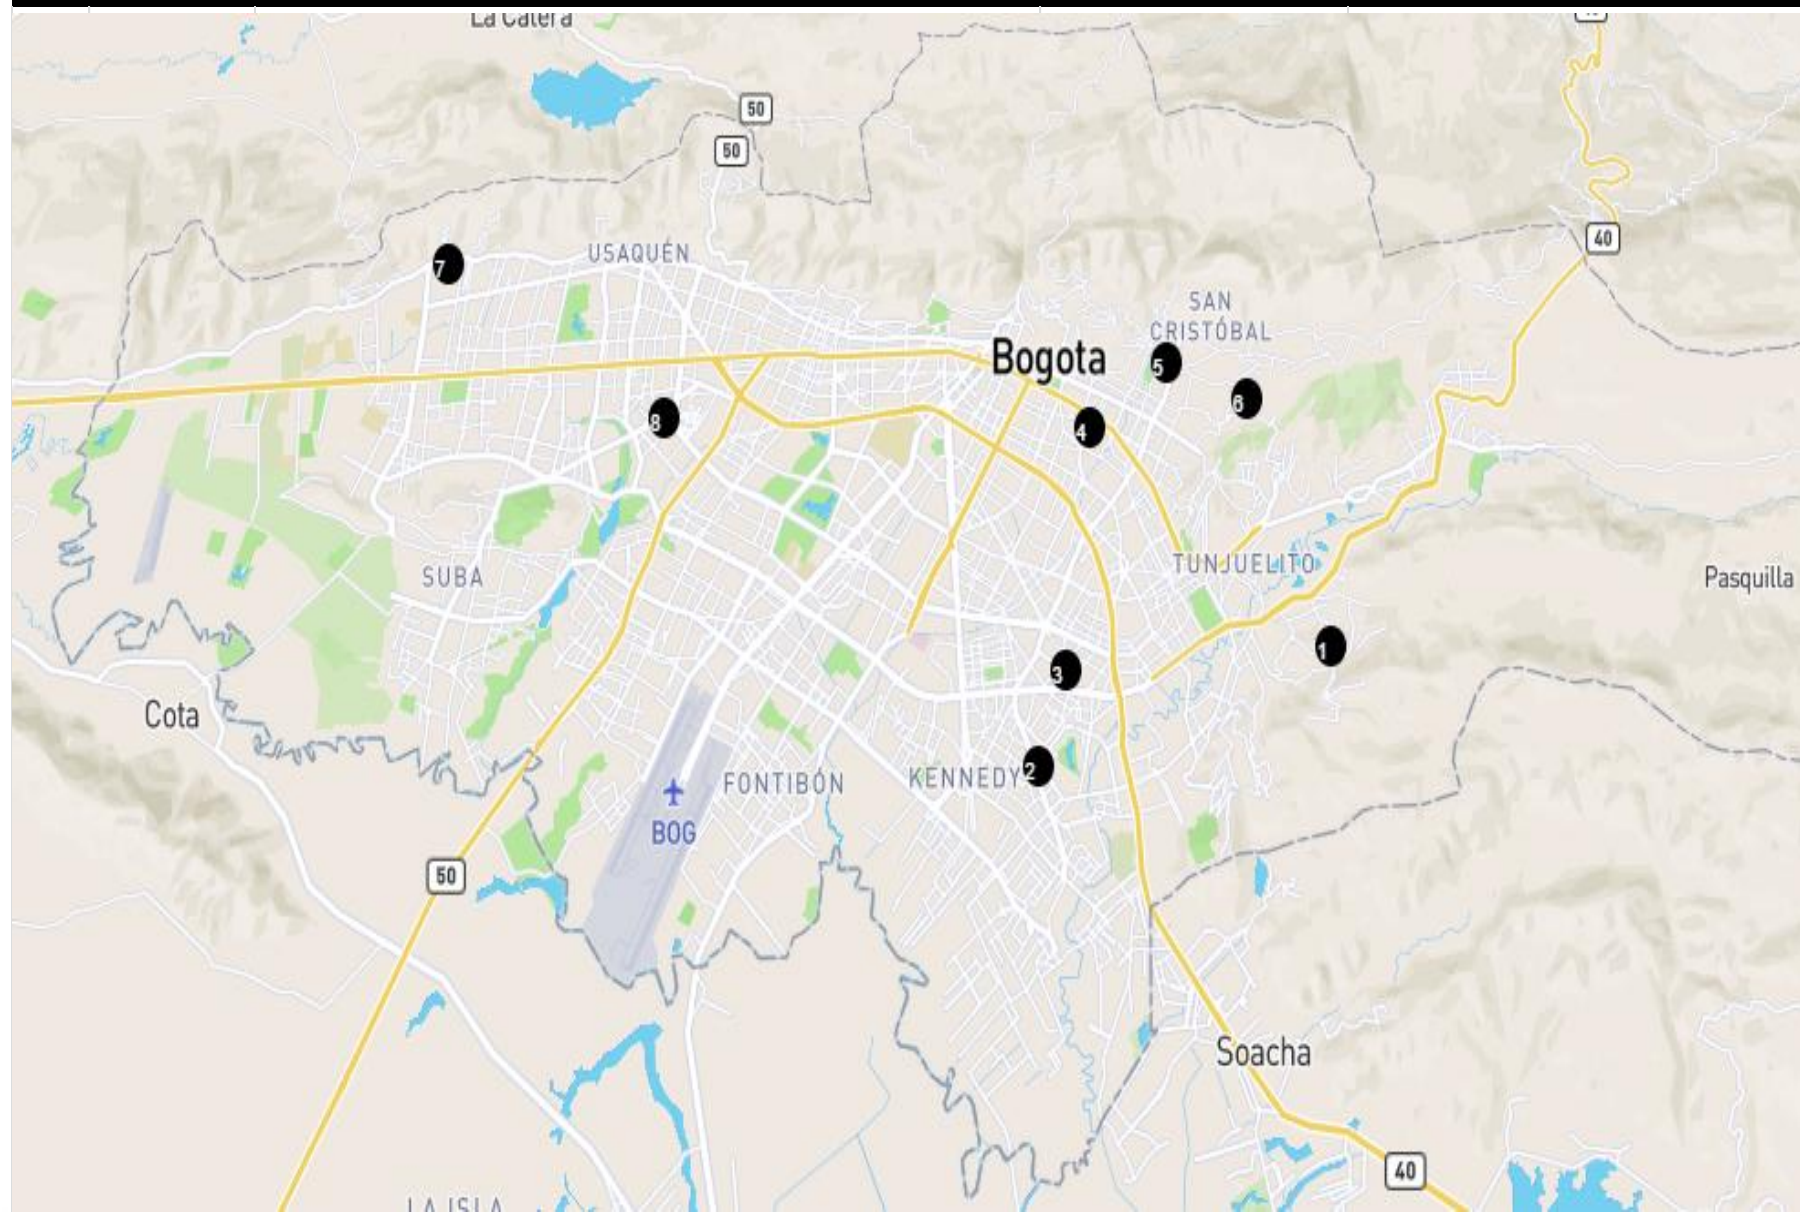 La Calera
50
50
40
7
USAQUÉN
SAN
CRISTÓBAL
Bogota
5
6
8
4
SUBA
TUNJUELITO
Pasquilla
1
3
Cota
2
KENNEDY
FONTIBÓN
BOG
50
Soacha
40
LA ISLA